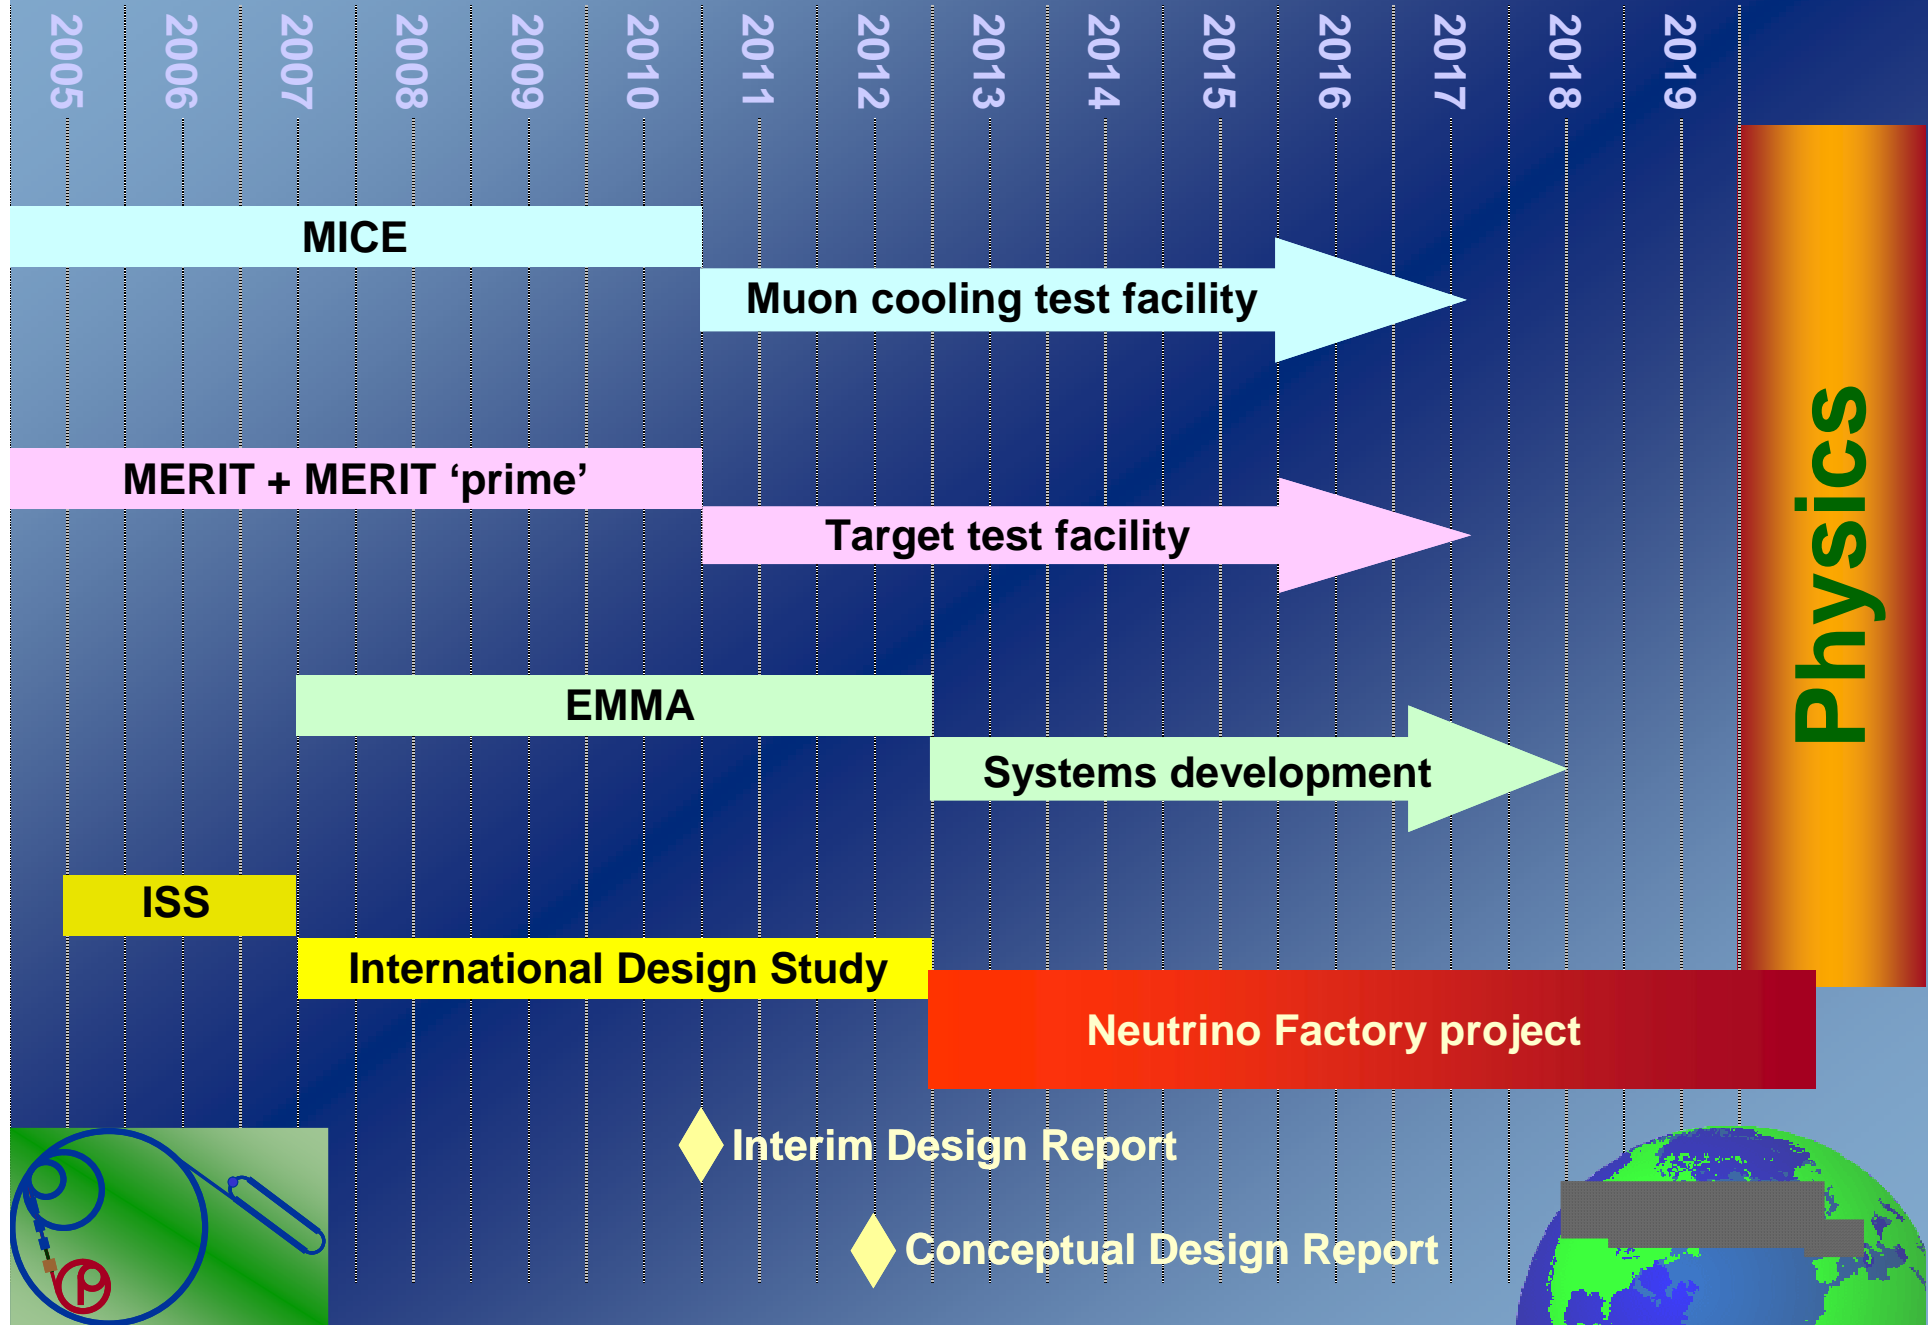 2005
2006
2007
2008
2009
2010
2011
2012
2013
2014
2015
2016
2017
2018
2019
MICE
Muon cooling test facility
MERIT + MERIT ‘prime’
Target test facility
EMMA
Systems development
ISS
International Design Study
Neutrino Factory project
Physics
Interim Design Report
Conceptual Design Report